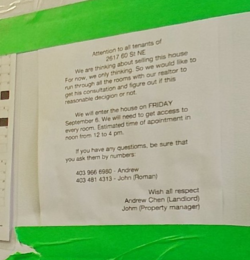 Attention to all tenants of
2617 60 St NE
We are thinking about selling this house
For now, we only thinking. So we would like to
run through all the rooms with our realtor to
get his consultation and figure out if this
reasonable decision or not.
We will enter the house on FRIDAY
September 6. We will need to get access to
every room. Estimated time of apointment in
noon from 12 to 4 pm.
If you have any questions, be sure that
you ask them by numbers:
403 966 6980 - Andrew
403 481 4313 - John (Roman)
Wish all respect
Andrew Chen (Landlord)
Johm (Property manager)